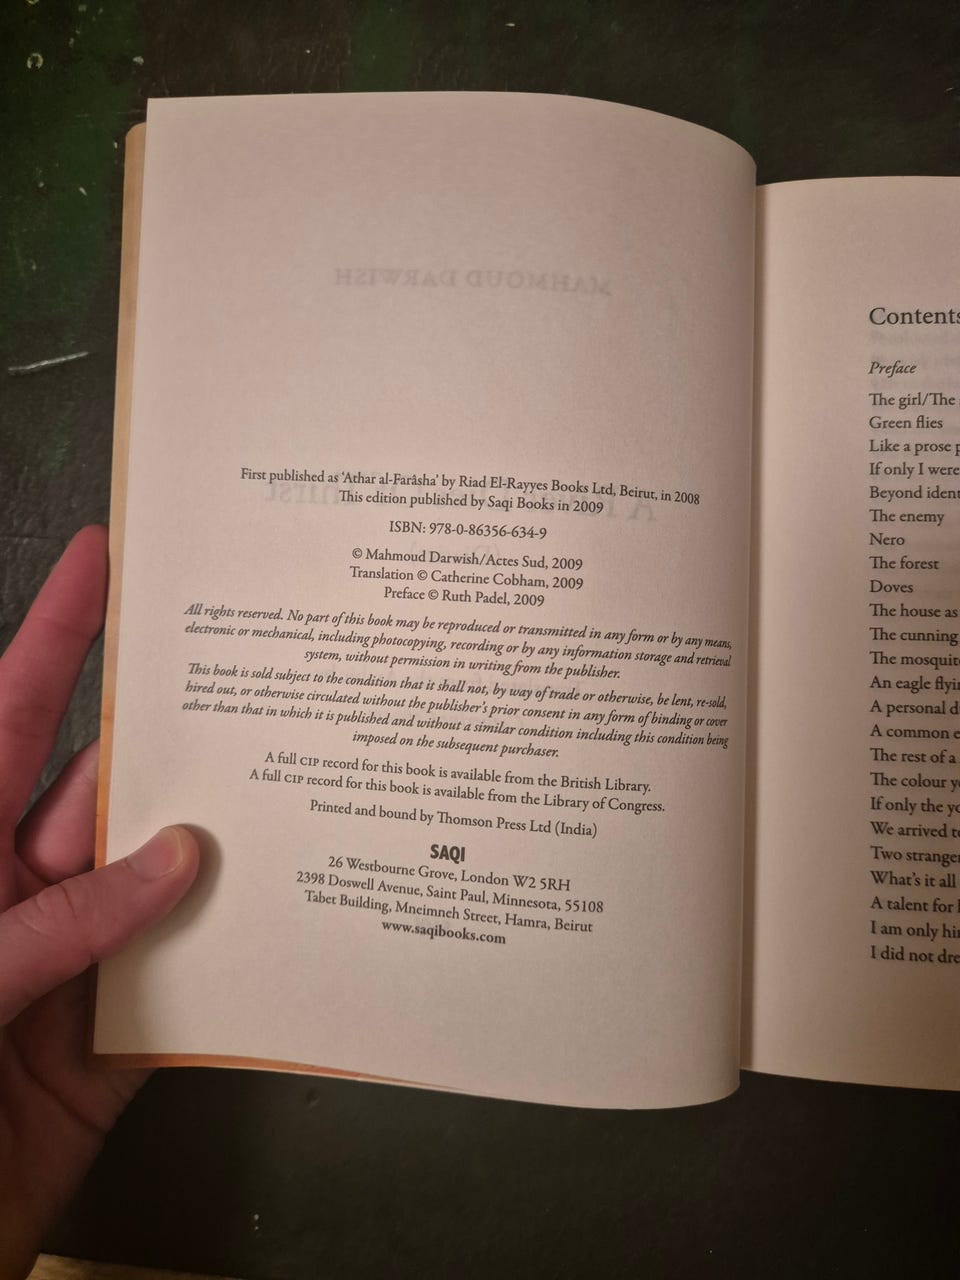 MAHMOUD DARWISH
First published as ‘Athar al-Farâsha’ by Riad El-Rayyes Books Ltd, Beirut, in 2008
This edition published by Saqi Books in 2009
ISBN: 978-0-86356-634-9
© Mahmoud Darwish/Actes Sud, 2009
Translation © Catherine Cobham, 2009
Preface © Ruth Padel, 2009
All rights reserved. No part of this book may be reproduced or transmitted in any form or by any means,
electronic or mechanical, including photocopying, recording or by any information storage and retrieval
system, without permission in writing from the publisher.
This book is sold subject to the condition that it shall not, by way of trade or otherwise, be lent, re-sold,
hired out, or otherwise circulated without the publisher’s prior consent in any form of binding or cover
other than that in which it is published and without a similar condition including this condition being
imposed on the subsequent purchaser.
A full CIP record for this book is available from the British Library.
A full CIP record for this book is available from the Library of Congress.
Printed and bound by Thomson Press Ltd (India)
SAQI
26 Westbourne Grove, London W2 5RH
2398 Doswell Avenue, Saint Paul, Minnesota, 55108
Tabet Building, Mneimneh Street, Hamra, Beirut
www.saqibooks.com
Contents
Preface
The girl/The
Green flies
Like a prose
If only I were
Beyond
The enemy
Nero
The forest
Doves
The house as
The cunning
The
An eagle
A personal
A common
The rest of a
The colour
If only the
We arrived
Two
What’s it all
A talent for
I am only
I did not